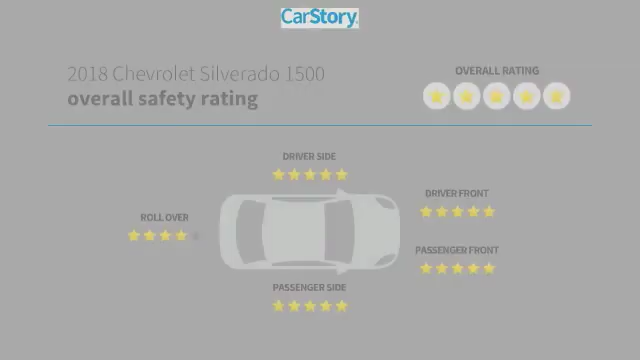 CarStory
2018 Chevrolet Silverado 1500
overall safety rating
OVERALL RATING
DRIVER SIDE
DRIVER FRONT
ROLL OVER
PASSENGER FRONT
PASSENGER SIDE